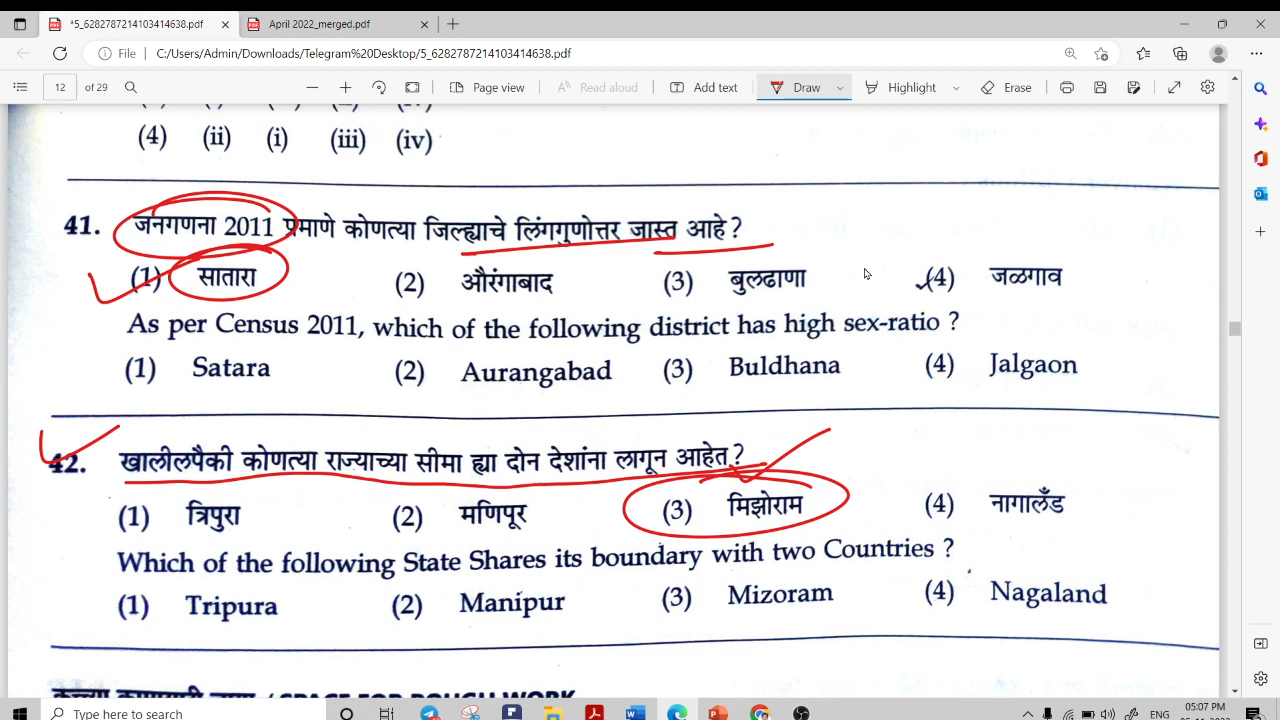 *5_6282787214103414638.pdf
April 2022_merged.pdf
File C:/Users/Admin/Downloads/Telegram%20Desktop/5_6282787214103414638.pdf
12 of 29 Page view Read aloud Add text Draw Highlight Erase
(4) (ii) (i) (iii) (iv)
41. जनगणना 2011 प्रमाणे कोणत्या जिल्ह्याचे लिंगगुणोत्तर जास्त आहे ?
(1) सातारा (2) औरंगाबाद (3) बुलढाणा (4) जळगाव
As per Census 2011, which of the following district has high sex-ratio ?
(1) Satara (2) Aurangabad (3) Buldhana (4) Jalgaon
42. खालीलपैकी कोणत्या राज्याच्या सीमा ह्या दोन देशांना लागून आहेत ?
(1) त्रिपुरा (2) मणिपूर (3) मिझोराम (4) नागालँड
Which of the following State Shares its boundary with two Countries ?
(1) Tripura (2) Manipur (3) Mizoram (4) Nagaland
/ SPACE FOR ROUGH WORK
Type here to search
ENG
05:07 PM